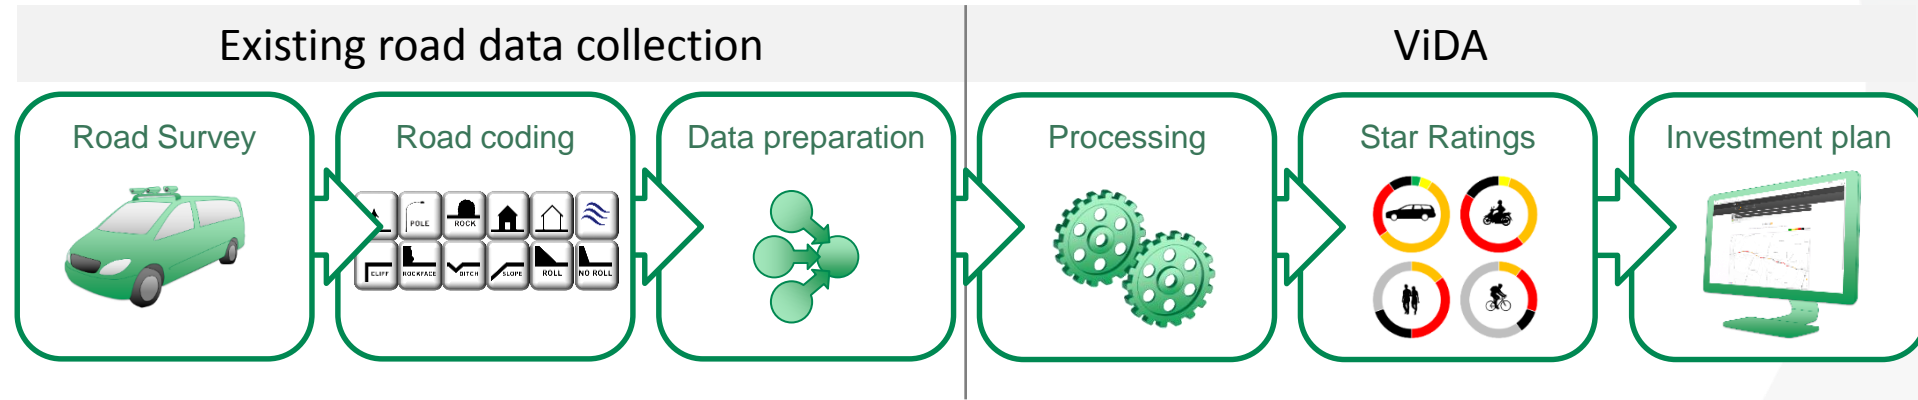 Existing road data collection
ViDA
Road Survey
Road coding
Data preparation
Processing
Star Ratings
Investment plan
POLE
ROCK
CLIFF
ROCKFACE
DITCH
SLOPE
ROLL
NO ROLL